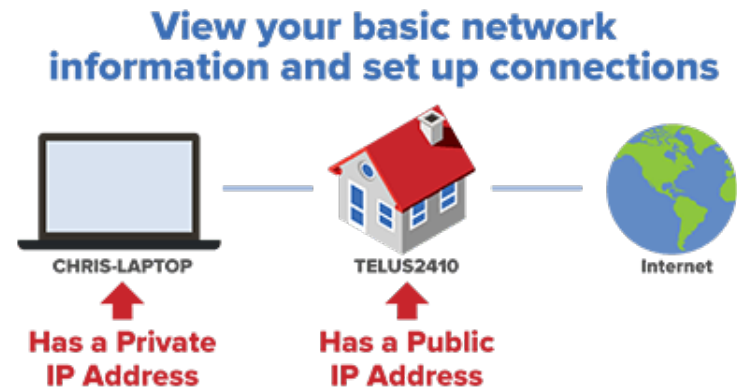 View your basic network
information and set up connections
CHRIS-LAPTOP
TELUS2410
Internet
Has a Private
IP Address
Has a Public
IP Address